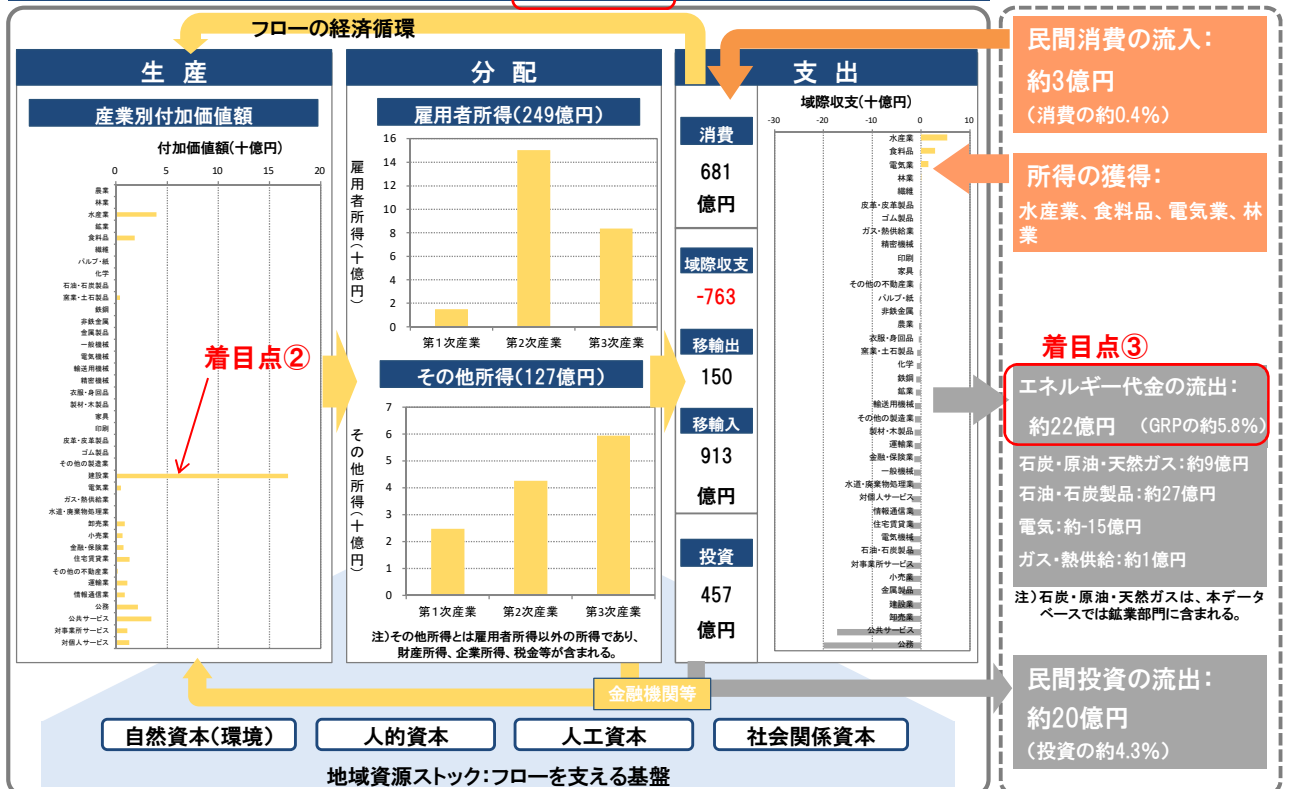 フローの経済循環
生 産
産業別付加価値額
付加価値額(十億円)
0 5 10 15 20
農業
林業
水産業
鉱業
食料品
繊維
パルプ・紙
化学
石油・石炭製品
窯業・土石製品
鉄鋼
非鉄金属
金属製品
一般機械
電気機械
輸送用機械
精密機械
衣服・身回品
製材・木製品
家具
印刷
皮革・皮革製品
ゴム製品
その他の製造業
建設業
電気業
ガス・熱供給業
水道・廃棄物処理業
卸売業
小売業
金融・保険業
住宅賃貸業
その他の不動産業
運輸業
情報通信業
公務
公共サービス
対事業所サービス
対個人サービス
着目点②
分 配
雇用者所得(249億円)
雇用者所得(十億円)
16
14
12
10
8
6
4
2
0
第1次産業 第2次産業 第3次産業
その他所得(127億円)
その他所得(十億円)
7
6
5
4
3
2
1
0
第1次産業 第2次産業 第3次産業
注)その他所得とは雇用者所得以外の所得であり、
財産所得、企業所得、税金等が含まれる。
支 出
消費
681
億円
域際収支
-763
移輸出
150
移輸入
913
億円
投資
457
億円
域際収支(十億円)
-30 -20 -10 0 10
水産業
食料品
電気業
林業
繊維
皮革・皮革製品
ゴム製品
ガス・熱供給業
精密機械
印刷
家具
その他の不動産業
パルプ・紙
非鉄金属
農業
衣服・身回品
窯業・土石製品
化学
鉄鋼
鉱業
輸送用機械
その他の製造業
製材・木製品
運輸業
金融・保険業
一般機械
水道・廃棄物処理業
対個人サービス
情報通信業
住宅賃貸業
電気機械
石油・石炭製品
対事業所サービス
小売業
金属製品
建設業
卸売業
公共サービス
公務
民間消費の流入:
約3億円
(消費の約0.4%)
所得の獲得:
水産業、食料品、電気業、林
業
着目点③
エネルギー代金の流出:
約22億円 (GRPの約5.8%)
石炭・原油・天然ガス:約9億円
石油・石炭製品:約27億円
電気:約-15億円
ガス・熱供給:約1億円
注)石炭・原油・天然ガスは、本データ
ベースでは鉱業部門に含まれる。
民間投資の流出:
約20億円
(投資の約4.3%)
金融機関等
自然資本(環境) 人的資本 人工資本 社会関係資本
地域資源ストック:フローを支える基盤